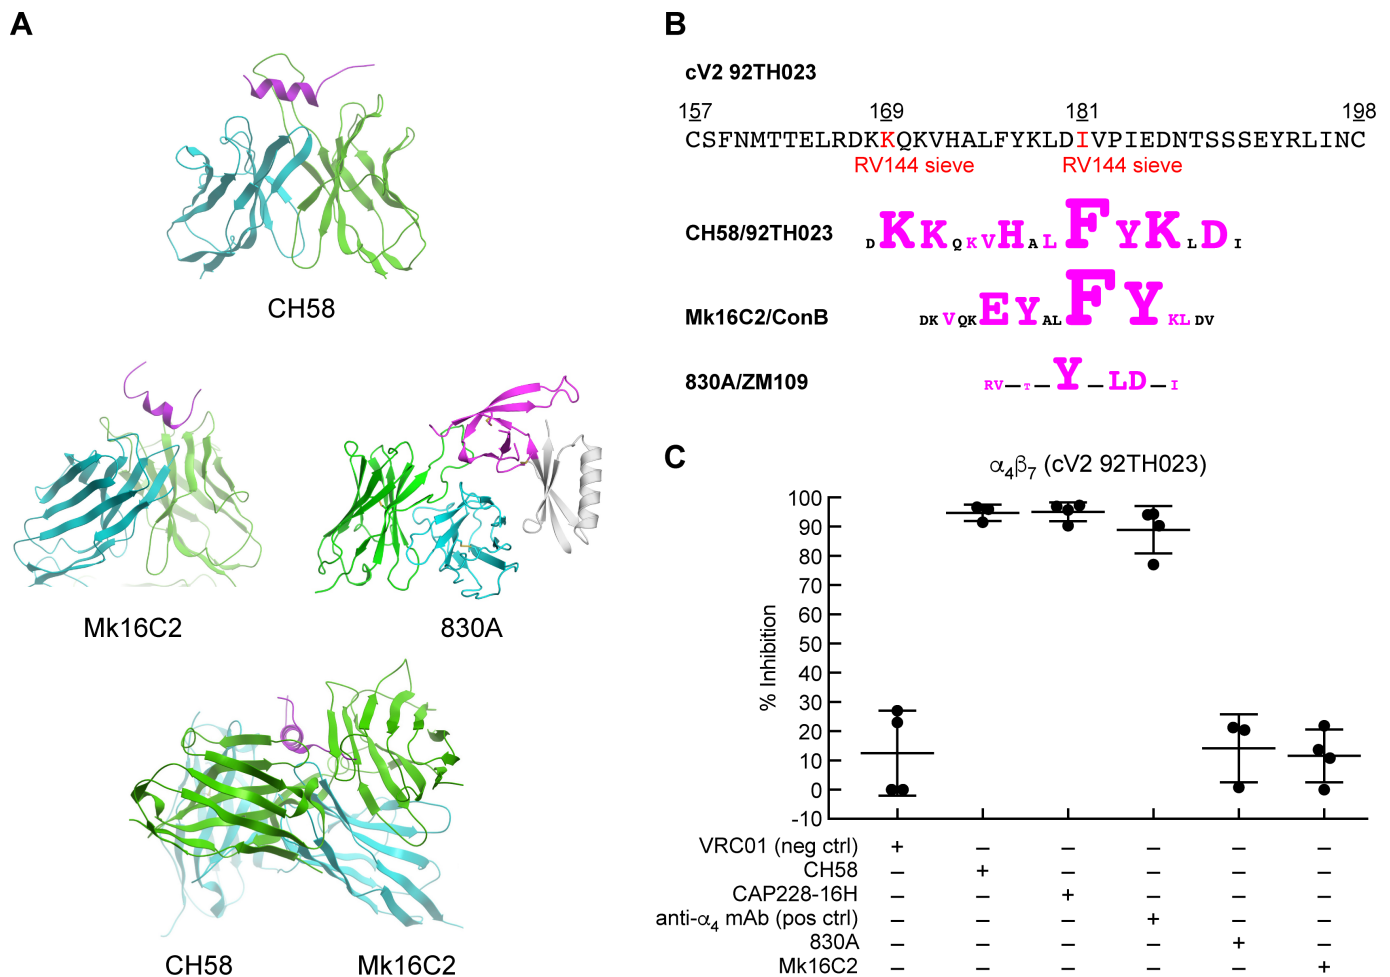 A
CH58
Mk16C2
830A
CH58
Mk16C2
B
cV2 92TH023
157 169 181 198
CSFNMTTELRDKKQKVHALFYKLDIVPIEDNTSSSEYRLINC
RV144 sieve RV144 sieve
CH58/92TH023 DKKQKVHALFYKLDI
Mk16C2/ConB DKVQKEYALFYKLDV
830A/ZM109 RV—T—Y—LD—I
C
α4β7 (cV2 92TH023)
% Inhibition
100
90
80
70
60
50
40
30
20
10
0
-10
VRC01 (neg ctrl) + – – – – –
CH58 – + – – – –
CAP228-16H – – + – – –
anti-α4 mAb (pos ctrl) – – – + – –
830A – – – – + –
Mk16C2 – – – – – +